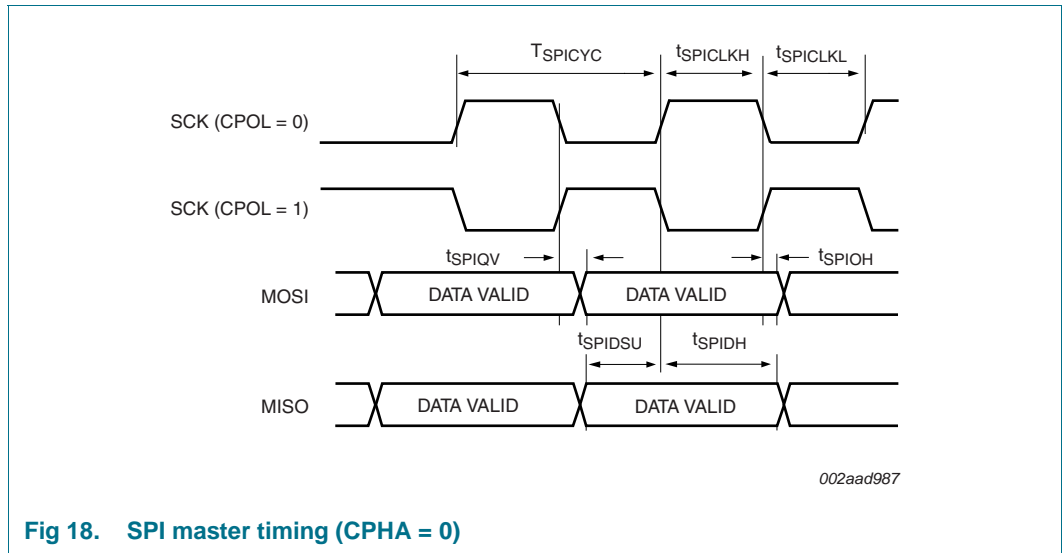 TSPICYC tSPICLKH tSPICLKL
SCK (CPOL = 0)
SCK (CPOL = 1)
tSPIQV tSPIOH
MOSI DATA VALID DATA VALID
tSPIDSU tSPIDH
MISO DATA VALID DATA VALID
002aad987
Fig 18. SPI master timing (CPHA = 0)